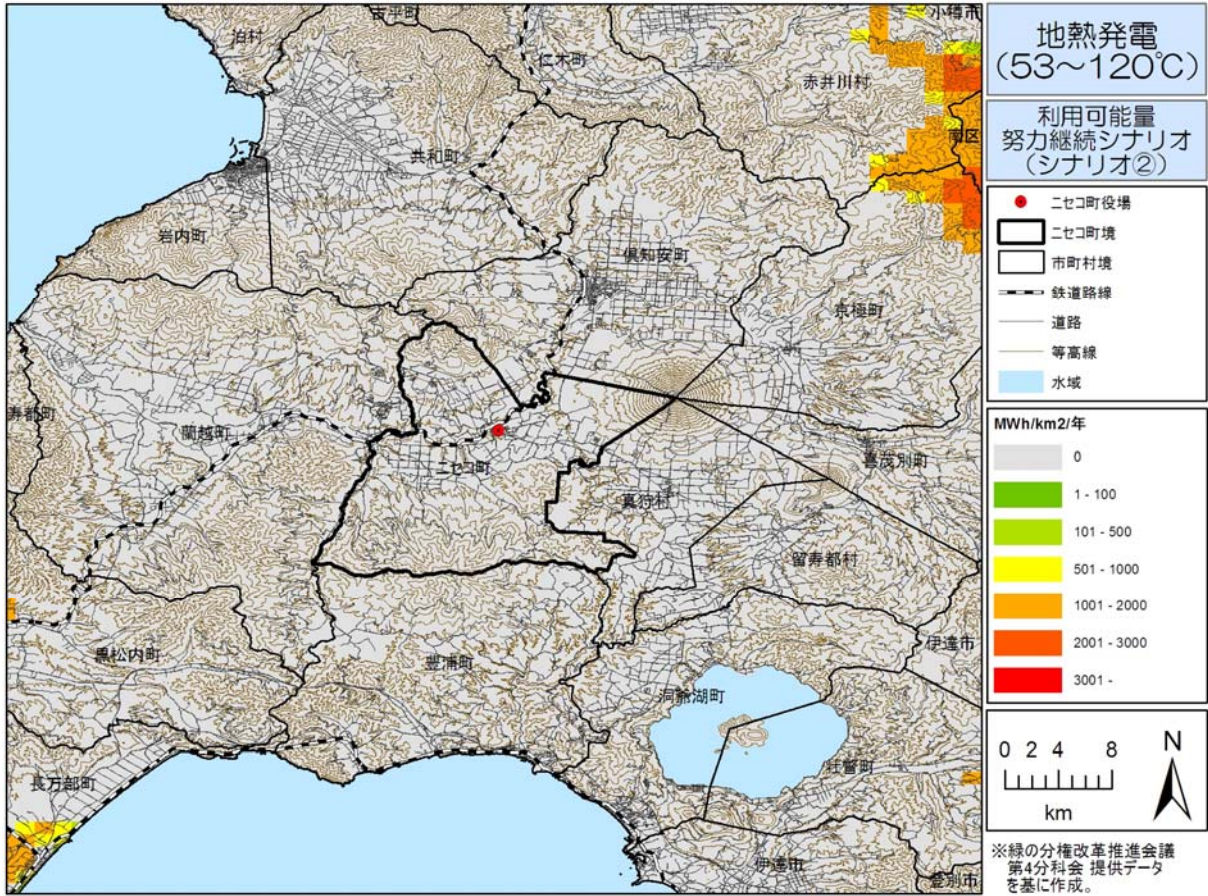 地熱発電
(53～120℃)
利用可能量
努力継続シナリオ
(シナリオ②)
ニセコ町役場
ニセコ町境
市町村境
鉄道路線
道路
等高線
水域
MWh/km2/年
0
1 - 100
101 - 500
501 - 1000
1001 - 2000
2001 - 3000
3001 -
0 2 4 8
km
N
※緑の分権改革推進会議
第4分科会 提供データ
を基に作成。
古平町
小樽市
泊村
仁木町
赤井川村
南区
共和町
岩内町
倶知安町
京極町
寿都町
蘭越町
ニセコ町
喜茂別町
真狩村
留寿都村
黒松内町
豊浦町
伊達市
洞爺湖町
壮瞥町
長万部町
伊達市
登別市